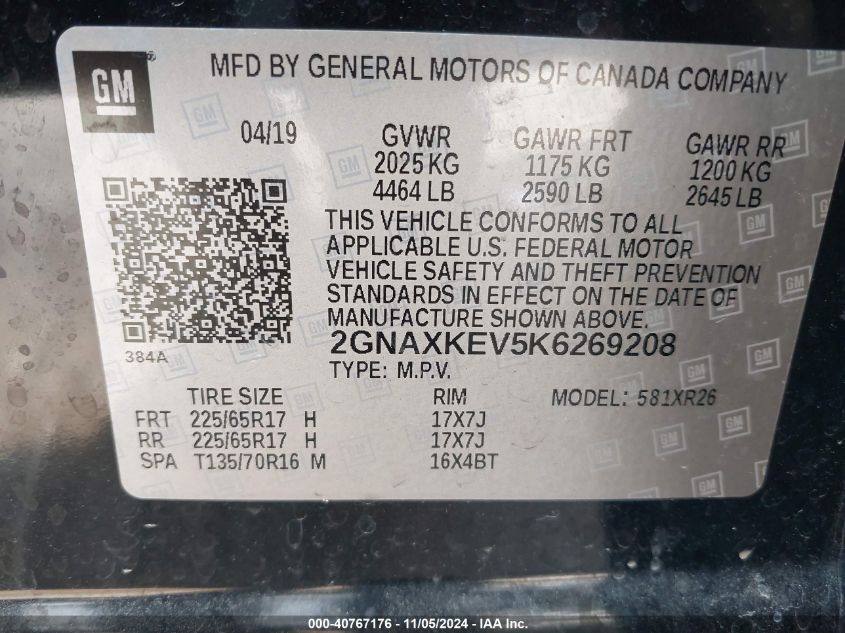 GM
MFD BY GENERAL MOTORS OF CANADA COMPANY
04/19 GVWR GAWR FRT GAWR RR
2025 KG 1175 KG 1200 KG
4464 LB 2590 LB 2645 LB
THIS VEHICLE CONFORMS TO ALL
APPLICABLE U.S. FEDERAL MOTOR
VEHICLE SAFETY AND THEFT PREVENTION
STANDARDS IN EFFECT ON THE DATE OF
MANUFACTURE SHOWN ABOVE.
384A
2GNAXKEV5K6269208
TYPE: M.P.V.
TIRE SIZE RIM MODEL: 581XR26
FRT 225/65R17 H 17X7J
RR 225/65R17 H 17X7J
SPA T135/70R16 M 16X4BT
000-40767176 - 11/05/2024 - IAA Inc.